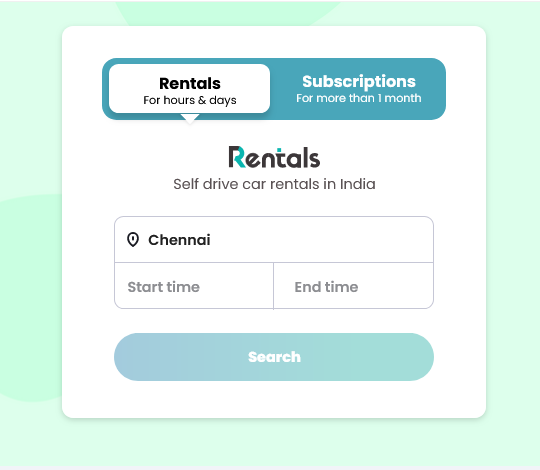 Rentals
For hours & days
Subscriptions
For more than 1 month
Rentals
Self drive car rentals in India
Chennai
Start time
End time
Search